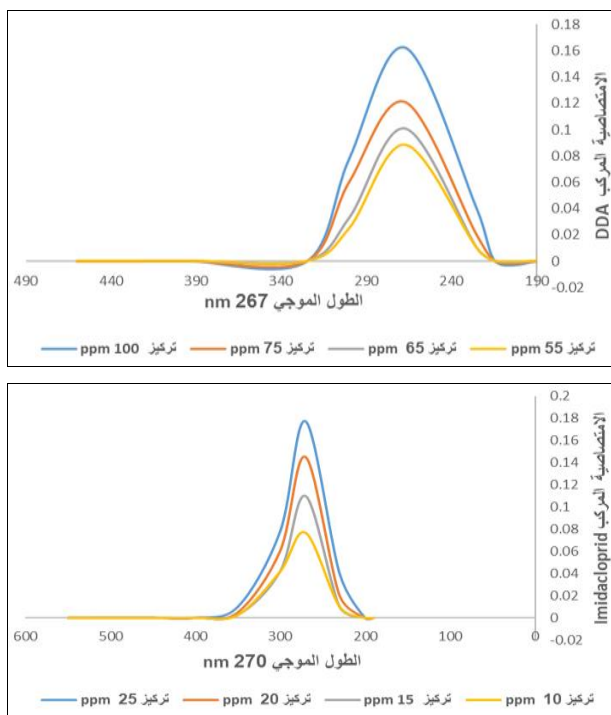 0.18
0.16
0.14
0.12
0.1
0.08
0.06
0.04
0.02
0
-0.02
الامتصاصية المركب DDA
490 440 390 340 290 240 190
الطول الموجي 267 nm
تركيز 100 ppm تركيز 75 ppm تركيز 65 ppm تركيز 55 ppm
0.2
0.18
0.16
0.14
0.12
0.1
0.08
0.06
0.04
0.02
0
-0.02
الامتصاصية المركب Imidacloprid
600 500 400 300 200 100 0
الطول الموجي 270 nm
تركيز 25 ppm تركيز 20 ppm تركيز 15 ppm تركيز 10 ppm